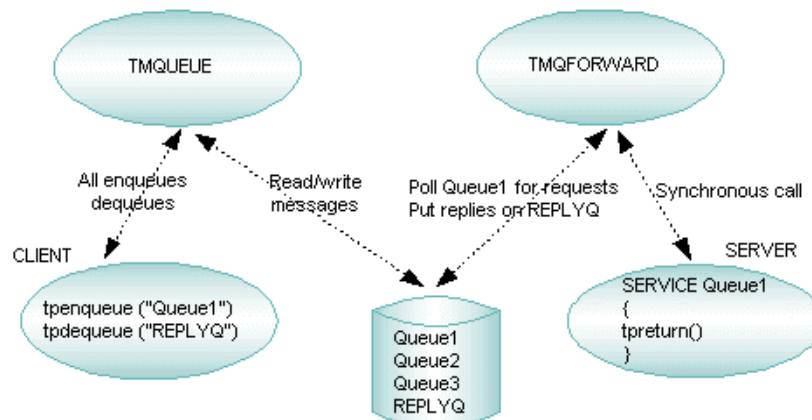 TMQUEUE
TMQFORWARD
All enqueues
dequeues
Read/write
messages
Poll Queue1 for requests
Put replies on REPLYQ
Synchronous call
CLIENT
SERVER
tpenqueue ("Queue1")
tpdequeue ("REPLYQ")
Queue1
Queue2
Queue3
REPLYQ
SERVICE Queue1
{
tpreturn()
}